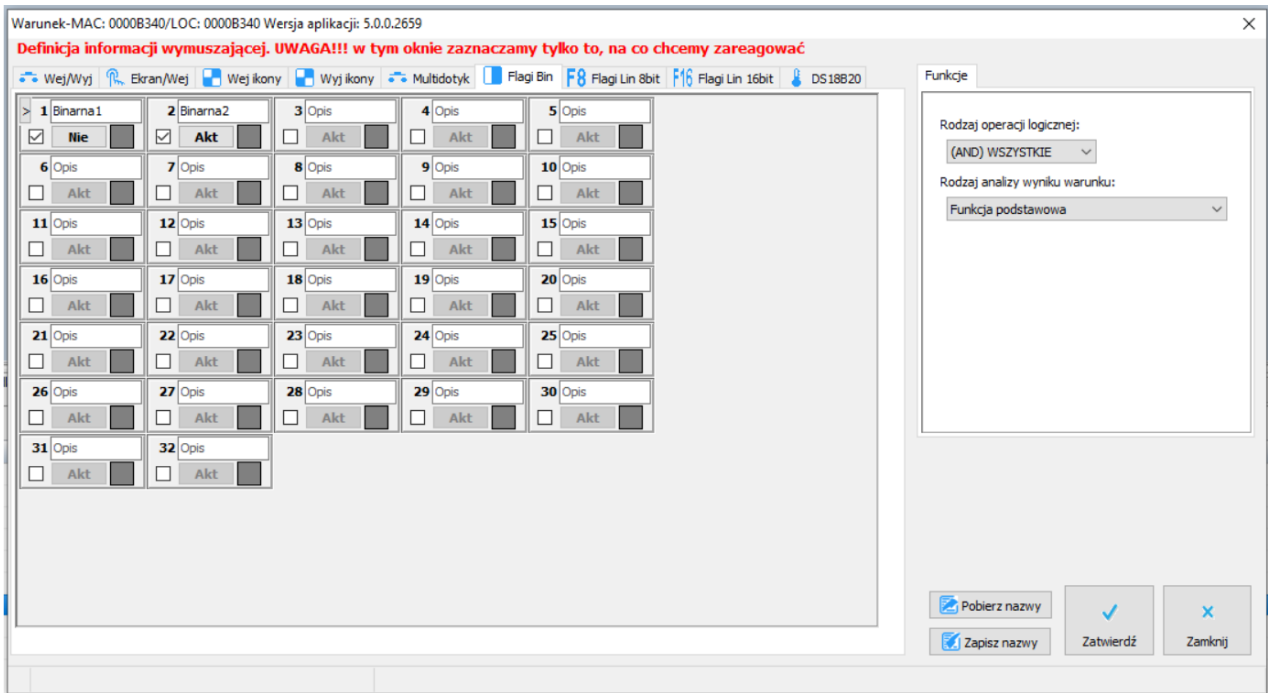 Warunek-MAC: 0000B340/LOC: 0000B340 Wersja aplikacji: 5.0.0.2659
Definicja informacji wymuszającej. UWAGA!!! w tym oknie zaznaczamy tylko to, na co chcemy zareagować
Wej/Wyj Ekran/Wej Wej ikony Wyj ikony Multidotyk Flagi Bin F8 Flagi Lin 8bit F16 Flagi Lin 16bit DS18B20
Funkcje
> 1 Binarna1 2 Binarna2 3 Opis 4 Opis 5 Opis
Nie Akt Akt Akt Akt
6 Opis 7 Opis 8 Opis 9 Opis 10 Opis
Akt Akt Akt Akt Akt
11 Opis 12 Opis 13 Opis 14 Opis 15 Opis
Akt Akt Akt Akt Akt
16 Opis 17 Opis 18 Opis 19 Opis 20 Opis
Akt Akt Akt Akt Akt
21 Opis 22 Opis 23 Opis 24 Opis 25 Opis
Akt Akt Akt Akt Akt
26 Opis 27 Opis 28 Opis 29 Opis 30 Opis
Akt Akt Akt Akt Akt
31 Opis 32 Opis
Akt Akt
Rodzaj operacji logicznej:
(AND) WSZYSTKIE
Rodzaj analizy wyniku warunku:
Funkcja podstawowa
Pobierz nazwy
Zapisz nazwy
Zatwierdź
Zamknij